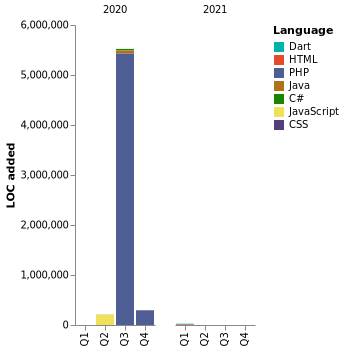 2020 2021
6,000,000
5,000,000
4,000,000
3,000,000
2,000,000
1,000,000
0
LOC added
Q1 Q2 Q3 Q4 Q1 Q2 Q3 Q4
Language
Dart
HTML
PHP
Java
C#
JavaScript
CSS